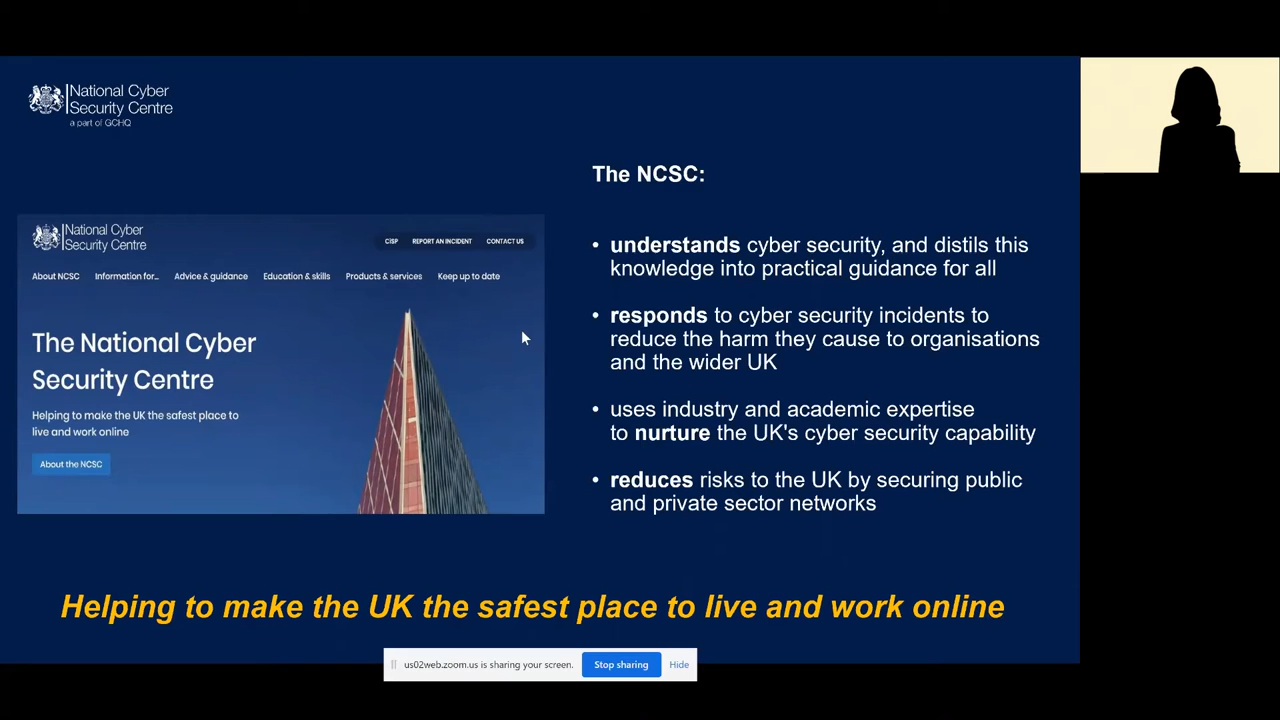 National Cyber
Security Centre
a part of GCHQ
The NCSC:
National Cyber
Security Centre
CISP REPORT AN INCIDENT CONTACT US
About NCSC Information for... Advice & guidance Education & skills Products & services Keep up to date
The National Cyber
Security Centre
Helping to make the UK the safest place to
live and work online
About the NCSC
• understands cyber security, and distils this
knowledge into practical guidance for all
• responds to cyber security incidents to
reduce the harm they cause to organisations
and the wider UK
• uses industry and academic expertise
to nurture the UK's cyber security capability
• reduces risks to the UK by securing public
and private sector networks
Helping to make the UK the safest place to live and work online
us02web.zoom.us is sharing your screen. Stop sharing Hide